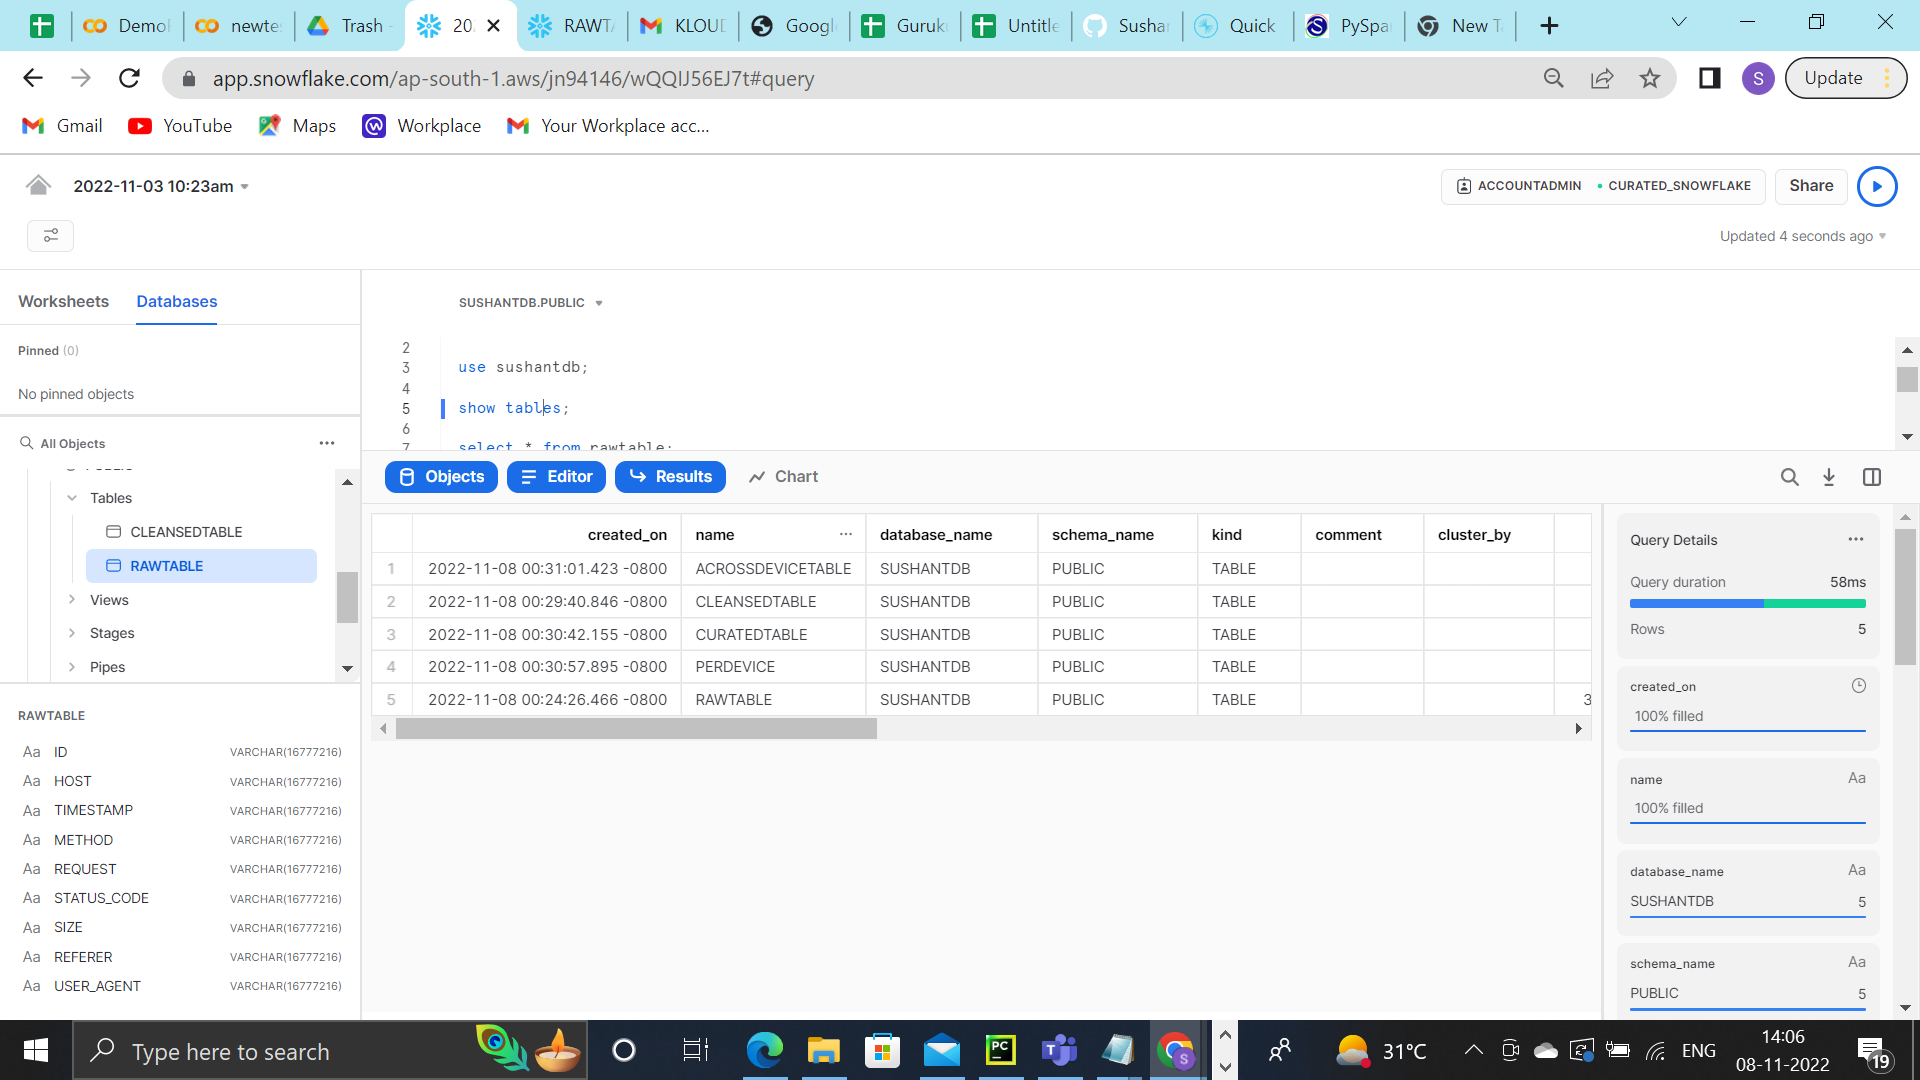 Demo newte Trash 20. RAWTA KLOUD Google Guruk Untitle Sushar Quick PySpa New T
app.snowflake.com/ap-south-1.aws/jn94146/wQQIJ56EJ7t#query
S Update
Gmail YouTube Maps Workplace Your Workplace acc...
2022-11-03 10:23am
ACCOUNTADMIN CURATED_SNOWFLAKE Share
Updated 4 seconds ago
Worksheets Databases
SUSHANTDB.PUBLIC
Pinned (0)
No pinned objects
2
3 use sushantdb;
4
5 show tables;
6
7 select * from rawtable;
All Objects
PUBLIC
Tables
CLEANSEDTABLE
RAWTABLE
Views
Stages
Pipes
Objects Editor Results Chart
created_on name database_name schema_name kind comment cluster_by
1 2022-11-08 00:31:01.423 -0800 ACROSSDEVICETABLE SUSHANTDB PUBLIC TABLE
2 2022-11-08 00:29:40.846 -0800 CLEANSEDTABLE SUSHANTDB PUBLIC TABLE
3 2022-11-08 00:30:42.155 -0800 CURATEDTABLE SUSHANTDB PUBLIC TABLE
4 2022-11-08 00:30:57.895 -0800 PERDEVICE SUSHANTDB PUBLIC TABLE
5 2022-11-08 00:24:26.466 -0800 RAWTABLE SUSHANTDB PUBLIC TABLE 3
Query Details
Query duration 58ms
Rows 5
created_on
100% filled
name Aa
100% filled
database_name Aa
SUSHANTDB 5
schema_name Aa
PUBLIC 5
RAWTABLE
Aa ID VARCHAR(16777216)
Aa HOST VARCHAR(16777216)
Aa TIMESTAMP VARCHAR(16777216)
Aa METHOD VARCHAR(16777216)
Aa REQUEST VARCHAR(16777216)
Aa STATUS_CODE VARCHAR(16777216)
Aa SIZE VARCHAR(16777216)
Aa REFERER VARCHAR(16777216)
Aa USER_AGENT VARCHAR(16777216)
Type here to search
PC
S
31°C
ENG
14:06
08-11-2022
19